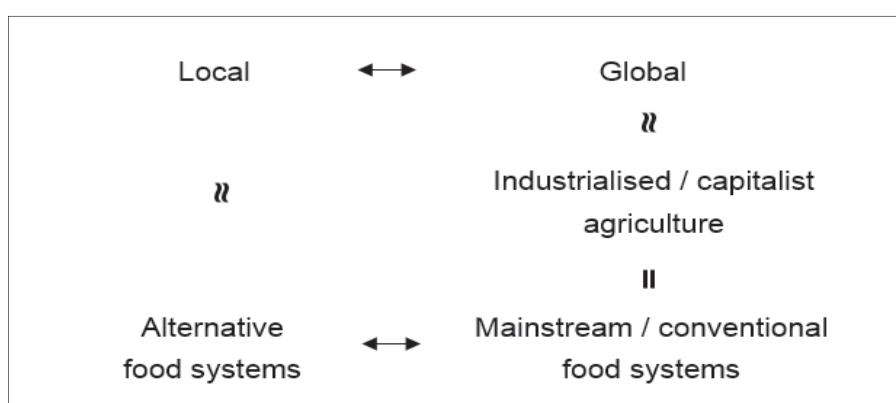 Local ↔ Global
≈
≈
Industrialised / capitalist
agriculture
=
Alternative
food systems
↔
Mainstream / conventional
food systems